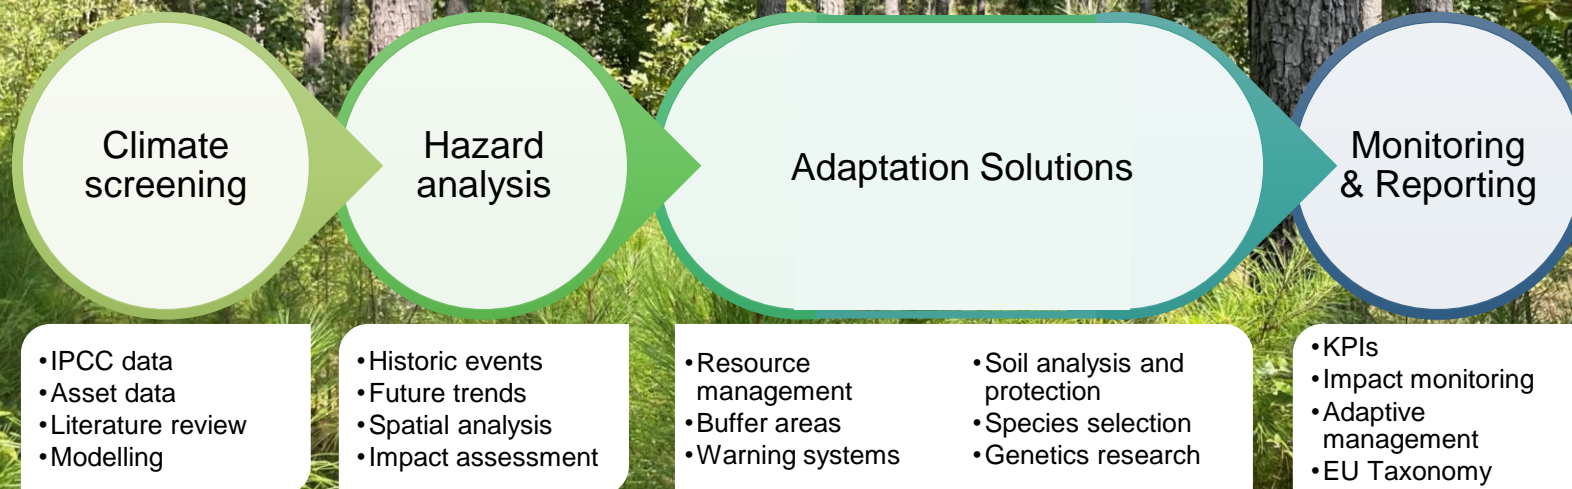 Climate
screening
Hazard
analysis
Adaptation Solutions
Monitoring
& Reporting
•IPCC data
•Asset data
•Literature review
•Modelling
•Historic events
•Future trends
•Spatial analysis
•Impact assessment
•Resource
management
•Buffer areas
•Warning systems
•Soil analysis and
protection
•Species selection
•Genetics research
•KPIs
•Impact monitoring
•Adaptive
management
•EU Taxonomy